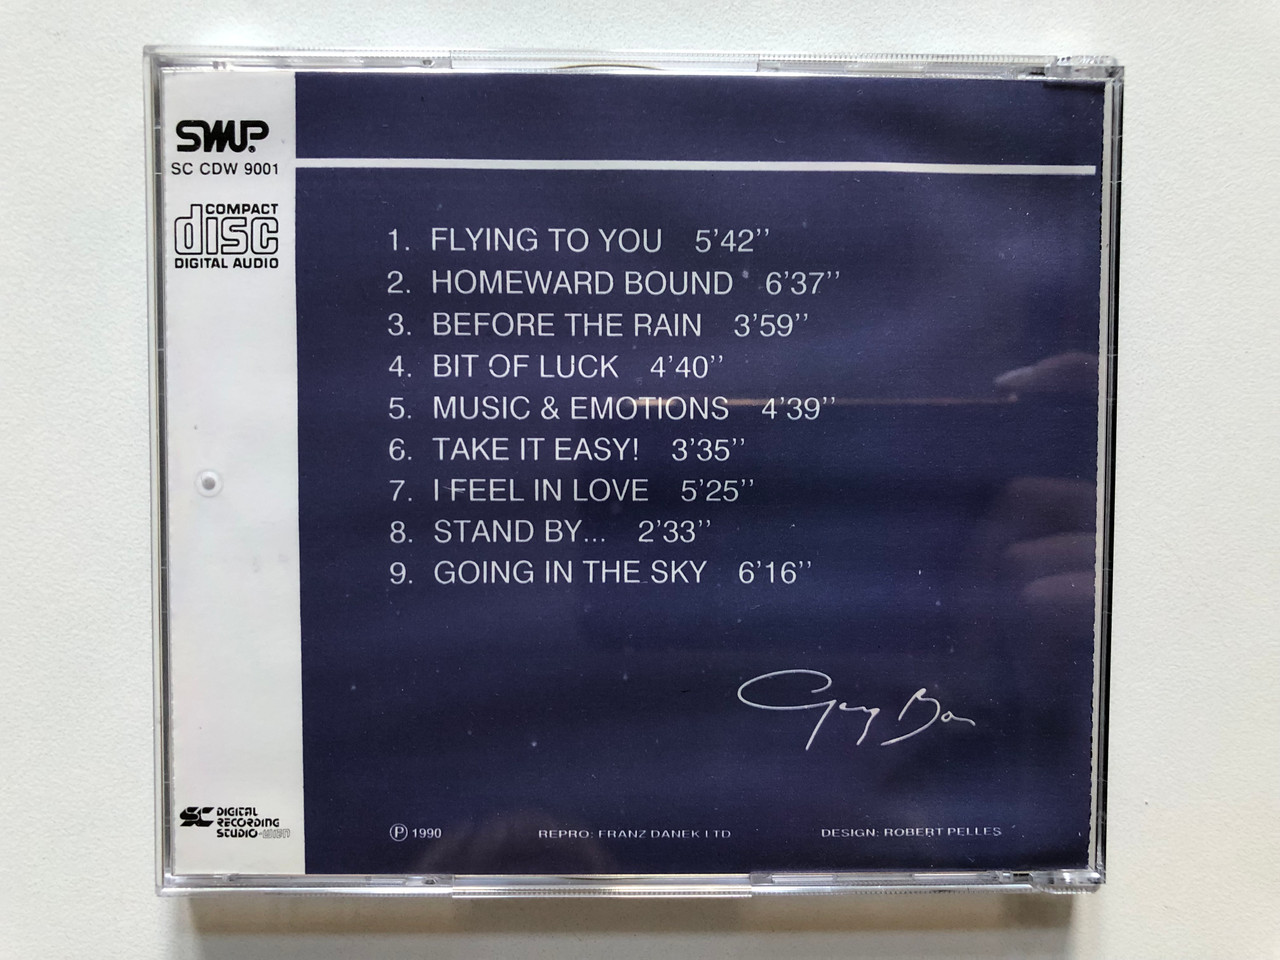 SWUP
SC CDW 9001
COMPACT
disc
DIGITAL AUDIO
1. FLYING TO YOU 5'42''
2. HOMEWARD BOUND 6'37''
3. BEFORE THE RAIN 3'59''
4. BIT OF LUCK 4'40''
5. MUSIC & EMOTIONS 4'39''
6. TAKE IT EASY! 3'35''
7. I FEEL IN LOVE 5'25''
8. STAND BY... 2'33''
9. GOING IN THE SKY 6'16''
SC DIGITAL
RECORDING
STUDIO-WIEN
Ⓟ 1990
REPRO: FRANZ DANEK LTD
DESIGN: ROBERT PELLES